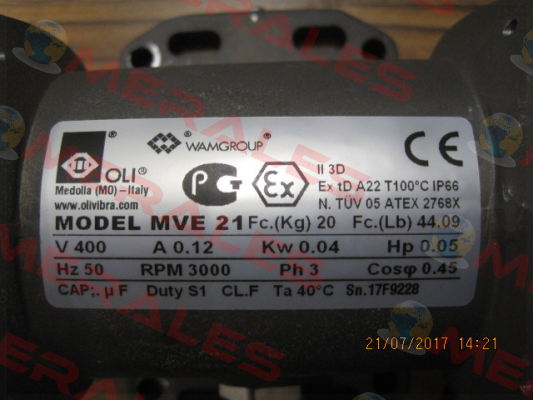 OLI®
Medolla (MO)–Italy
www.olivibra.com
® WAMGROUP®
II 3D
Ex tD A22 T100°C IP66
N. TÜV 05 ATEX 2768X
MODEL MVE 21 Fc.(Kg) 20 Fc.(Lb) 44.09
V 400 A 0.12 Kw 0.04 Hp 0.05
Hz 50 RPM 3000 Ph 3 Cosφ 0.45
CAP;. µ F Duty S1 CL.F Ta 40°C Sn.17F9228
21/07/2017 14:21
MERALES
MERALES
MERALES